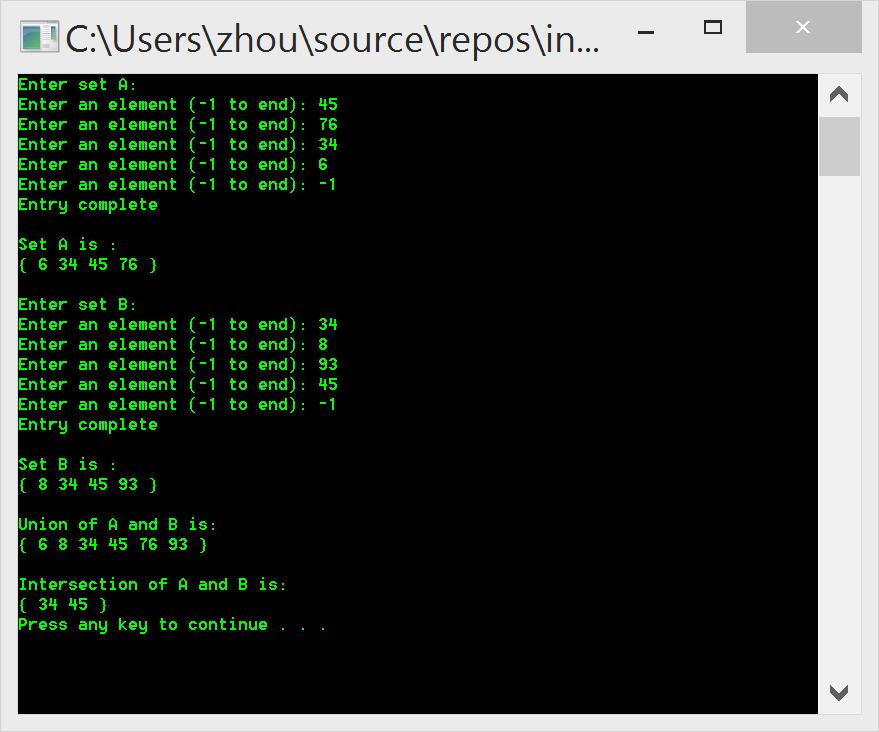 C:\Users\zhou\source\repos\in...
Enter set A:
Enter an element (-1 to end): 45
Enter an element (-1 to end): 76
Enter an element (-1 to end): 34
Enter an element (-1 to end): 6
Enter an element (-1 to end): -1
Entry complete
Set A is :
{ 6 34 45 76 }
Enter set B:
Enter an element (-1 to end): 34
Enter an element (-1 to end): 8
Enter an element (-1 to end): 93
Enter an element (-1 to end): 45
Enter an element (-1 to end): -1
Entry complete
Set B is :
{ 8 34 45 93 }
Union of A and B is:
{ 6 8 34 45 76 93 }
Intersection of A and B is:
{ 34 45 }
Press any key to continue . . .